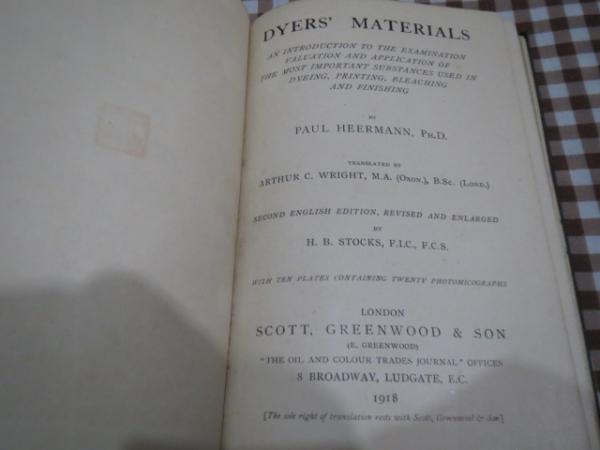 DYERS' MATERIALS
AN INTRODUCTION TO THE EXAMINATION
VALUATION AND APPLICATION OF
THE MOST IMPORTANT SUBSTANCES USED IN
DYEING, PRINTING, BLEACHING
AND FINISHING
BY
PAUL HEERMANN, PH.D.
TRANSLATED BY
ARTHUR C. WRIGHT, M.A. (OXON.), B.SC. (LOND.)
SECOND ENGLISH EDITION, REVISED AND ENLARGED
BY
H. B. STOCKS, F.I.C., F.C.S.
WITH TEN PLATES CONTAINING TWENTY PHOTOMICOGRAPHS
LONDON
SCOTT, GREENWOOD & SON
(E. GREENWOOD)
"THE OIL AND COLOUR TRADES JOURNAL" OFFICES
8 BROADWAY, LUDGATE, E.C.
1918
[The sole right of translation rests with Scott, Greenwood & Son]